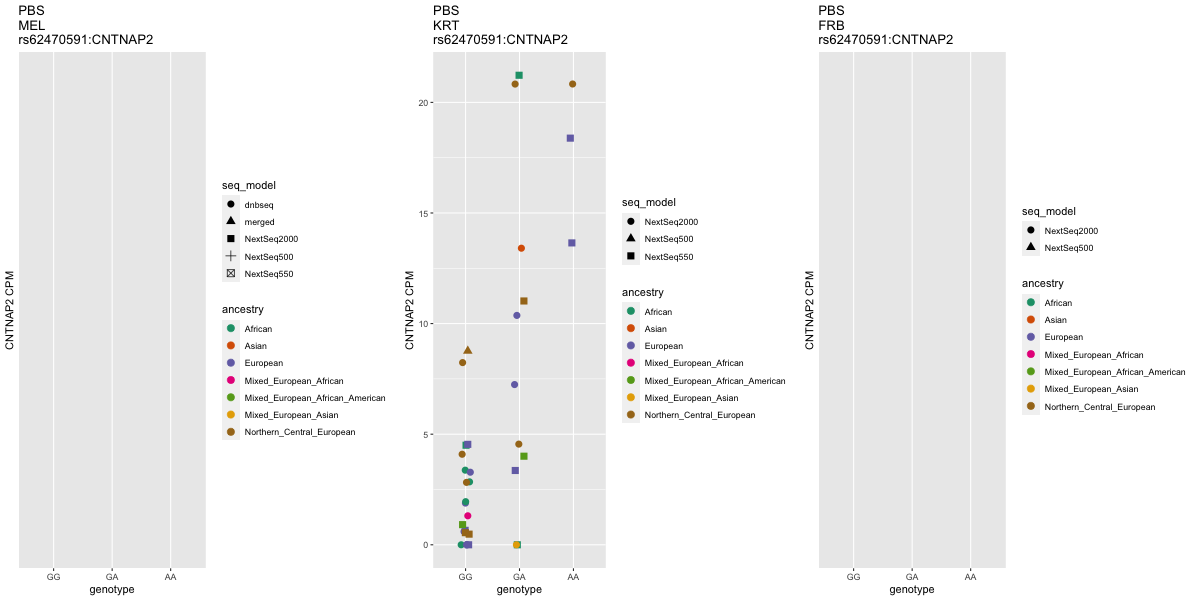 PBS
MEL
rs62470591:CNTNAP2
CNTNAP2 CPM
GG
GA
AA
genotype
seq_model
dnbseq
merged
NextSeq2000
NextSeq500
NextSeq550
ancestry
African
Asian
European
Mixed_European_African
Mixed_European_African_American
Mixed_European_Asian
Northern_Central_European
PBS
KRT
rs62470591:CNTNAP2
CNTNAP2 CPM
20
15
10
5
0
GG
GA
AA
genotype
seq_model
NextSeq2000
NextSeq500
NextSeq550
ancestry
African
Asian
European
Mixed_European_African
Mixed_European_African_American
Mixed_European_Asian
Northern_Central_European
PBS
FRB
rs62470591:CNTNAP2
CNTNAP2 CPM
GG
GA
AA
genotype
seq_model
NextSeq2000
NextSeq500
ancestry
African
Asian
European
Mixed_European_African
Mixed_European_African_American
Mixed_European_Asian
Northern_Central_European